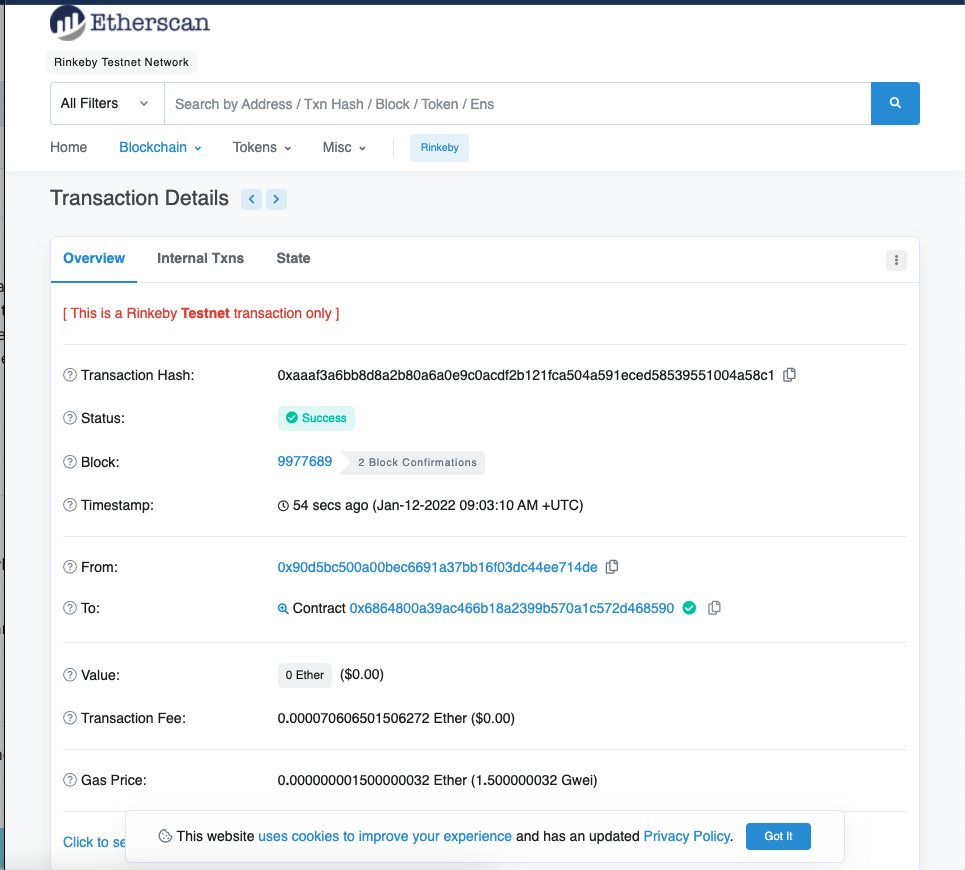 Etherscan
Rinkeby Testnet Network
All Filters Search by Address / Txn Hash / Block / Token / Ens
Home Blockchain Tokens Misc Rinkeby
Transaction Details
Overview Internal Txns State
[ This is a Rinkeby Testnet transaction only ]
Transaction Hash: 0xaaaf3a6bb8d8a2b80a6a0e9c0acdf2b121fca504a591eced58539551004a58c1
Status: Success
Block: 9977689 2 Block Confirmations
Timestamp: 54 secs ago (Jan-12-2022 09:03:10 AM +UTC)
From: 0x90d5bc500a00bec6691a37bb16f03dc44ee714de
To: Contract 0x6864800a39ac466b18a2399b570a1c572d468590
Value: 0 Ether ($0.00)
Transaction Fee: 0.000070606501506272 Ether ($0.00)
Gas Price: 0.000000001500000032 Ether (1.500000032 Gwei)
Click to se
This website uses cookies to improve your experience and has an updated Privacy Policy. Got It